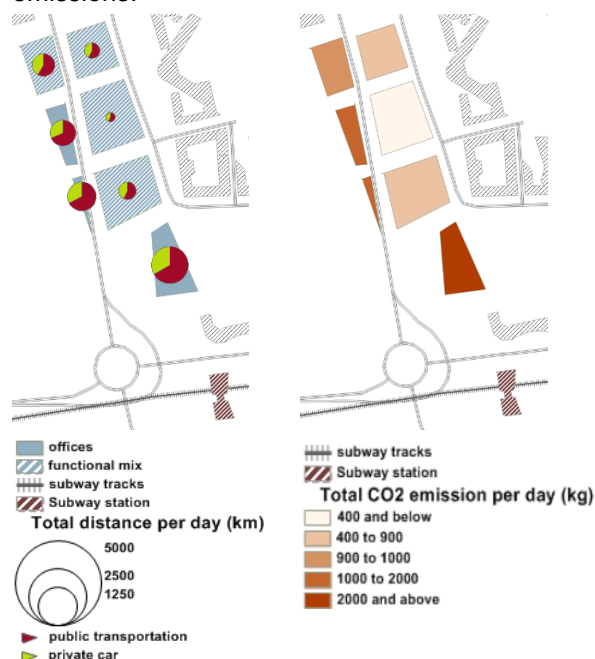 emissions.
offices
functional mix
subway tracks
Subway station
Total distance per day (km)
5000
2500
1250
public transportation
private car
subway tracks
Subway station
Total CO2 emission per day (kg)
400 and below
400 to 900
900 to 1000
1000 to 2000
2000 and above